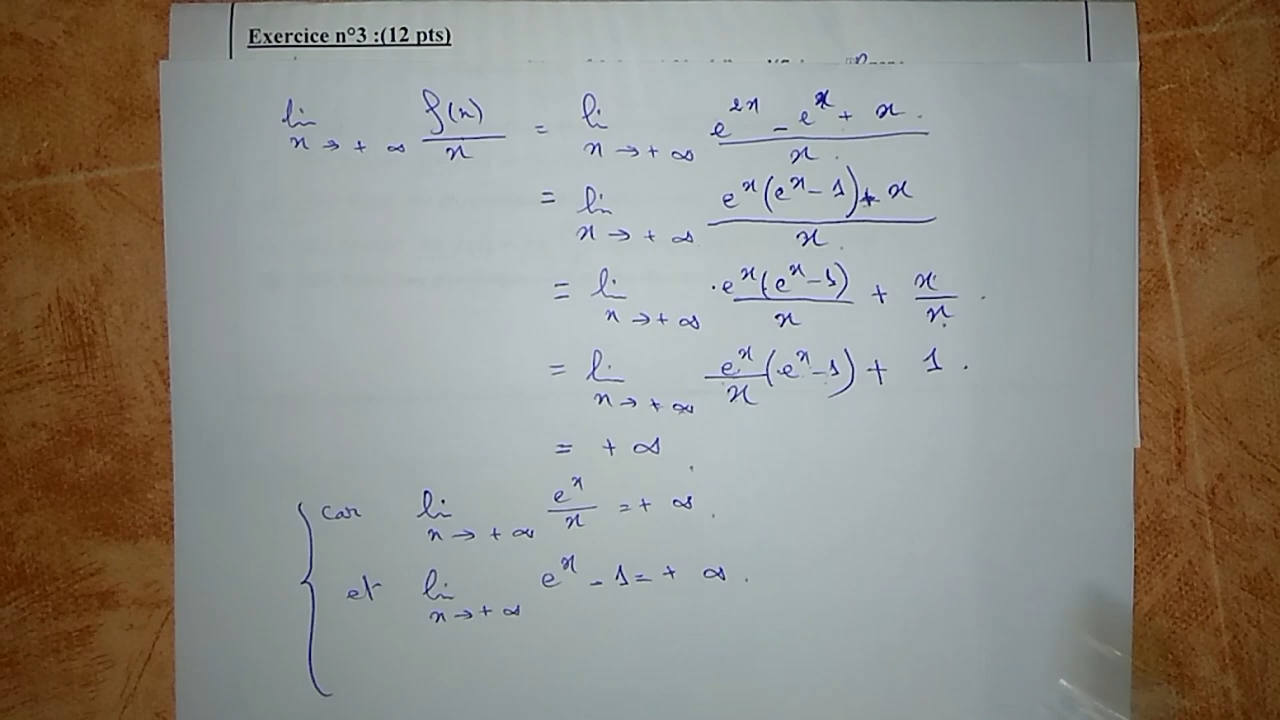 Exercice n°3 :(12 pts)
lim x→+∞ f(x)/x = lim x→+∞ (e^{2x} - e^x + x)/x
= lim x→+∞ (e^x(e^x - 1) + x)/x
= lim x→+∞ e^x(e^x - 1)/x + x/x
= lim x→+∞ e^x/x (e^x - 1) + 1.
= +∞
car lim x→+∞ e^x/x = +∞
et lim x→+∞ e^x - 1 = +∞.